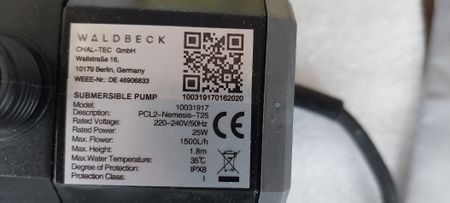 WALDBECK
CHAL-TEC GmbH
Wallstraße 16,
10179 Berlin, Germany
WEEE-Nr.: DE 46906833
SUBMERSIBLE PUMP 100319170162020
Model: 10031917
Description: PCL2-Nemesis-T25
Rated Voltage: 220-240V/50Hz
Rated Power: 25W
Max. Flower: 1500L/h
Max. Height: 1.8m
Max.Water Temperature: 35℃
Degree of Protection: IPX8
Protection Class: I
CE